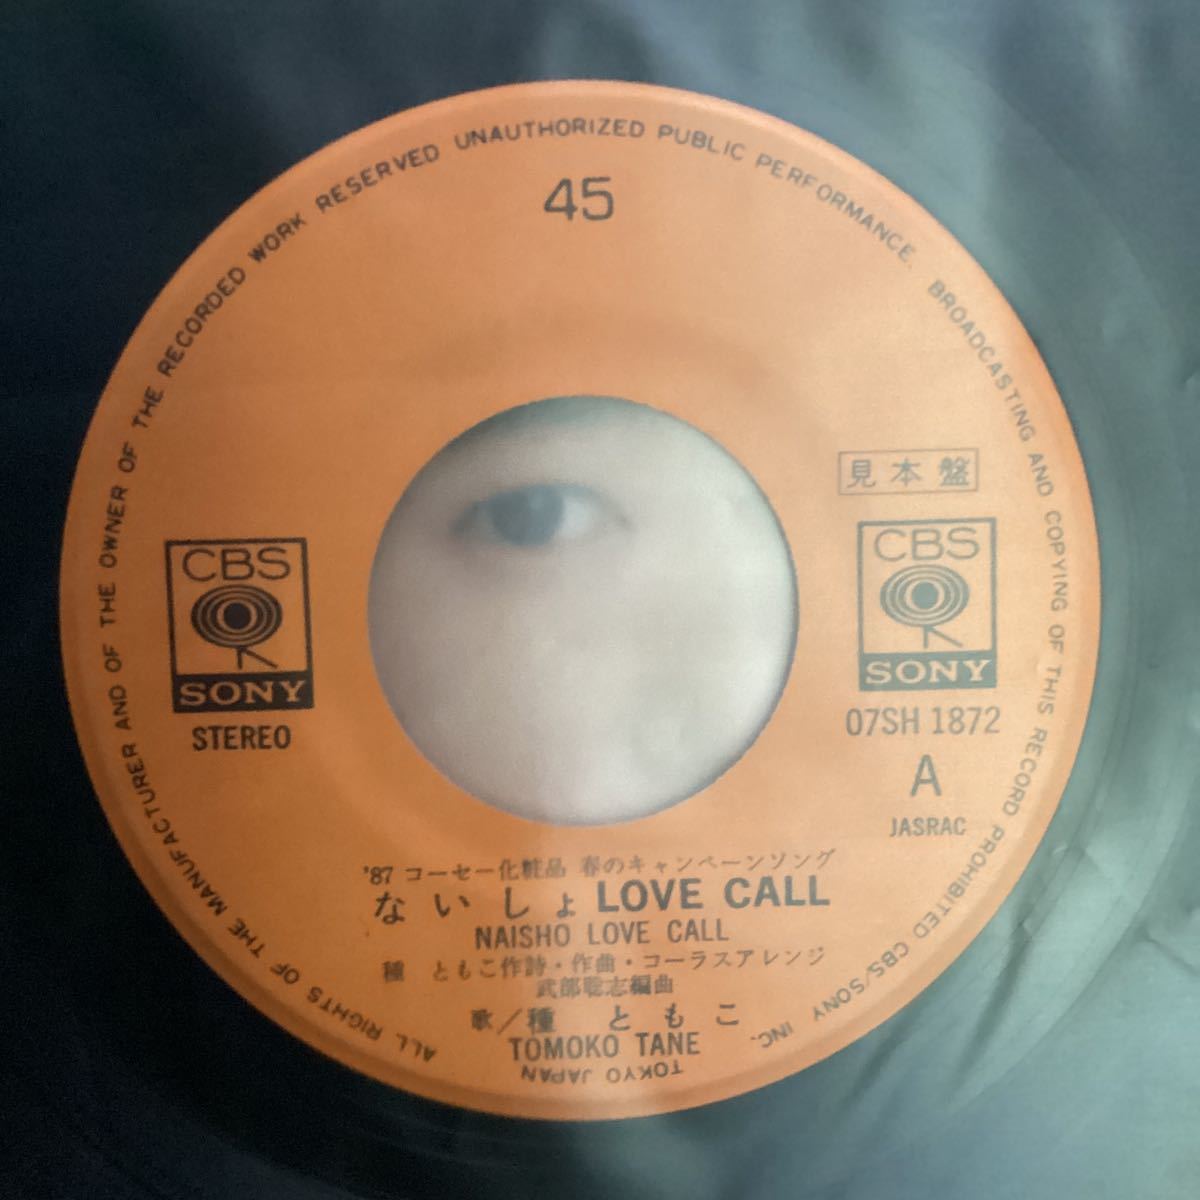 ALL RIGHTS OF THE MANUFACTURER AND OF THE OWNER OF THE RECORDED WORK RESERVED UNAUTHORIZED PUBLIC PERFORMANCE. BROADCASTING AND COPYING OF THIS RECORD PROHIBITED CBS/SONY INC.
TOKYO JAPAN
45
CBS
SONY
STEREO
見本盤
CBS
SONY
07SH 1872
A
JASRAC
'87 コーセー化粧品 春のキャンペーンソング
ないしょ LOVE CALL
NAISHO LOVE CALL
種 ともこ作詩・作曲・コーラスアレンジ
武部聡志編曲
歌/種 ともこ
TOMOKO TANE